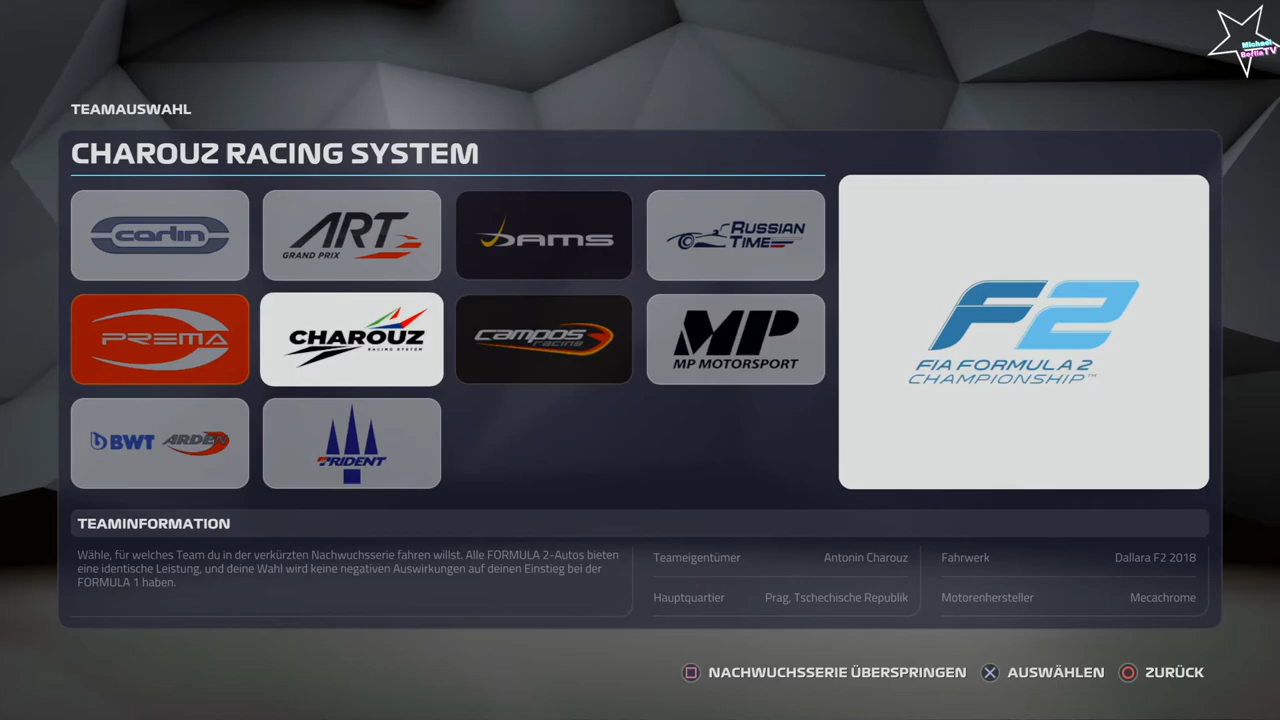 Michael
BerlinTV
TEAMAUSWAHL
CHAROUZ RACING SYSTEM
carlin
ART
GRAND PRIX
DAMS
RUSSIAN
TIME
PREMA
CHAROUZ
RACING SYSTEM
campos
racing
MP
MP MOTORSPORT
BWT ARDEN
TRIDENT
F2
FIA FORMULA 2
CHAMPIONSHIP™
TEAMINFORMATION
Wähle, für welches Team du in der verkürzten Nachwuchsserie fahren willst. Alle FORMULA 2-Autos bieten
eine identische Leistung, und deine Wahl wird keine negativen Auswirkungen auf deinen Einstieg bei der
FORMULA 1 haben.
Teameigentümer Antonin Charouz
Hauptquartier Prag, Tschechische Republik
Fahrwerk Dallara F2 2018
Motorenhersteller Mecachrome
NACHWUCHSSERIE ÜBERSPRINGEN AUSWÄHLEN ZURÜCK